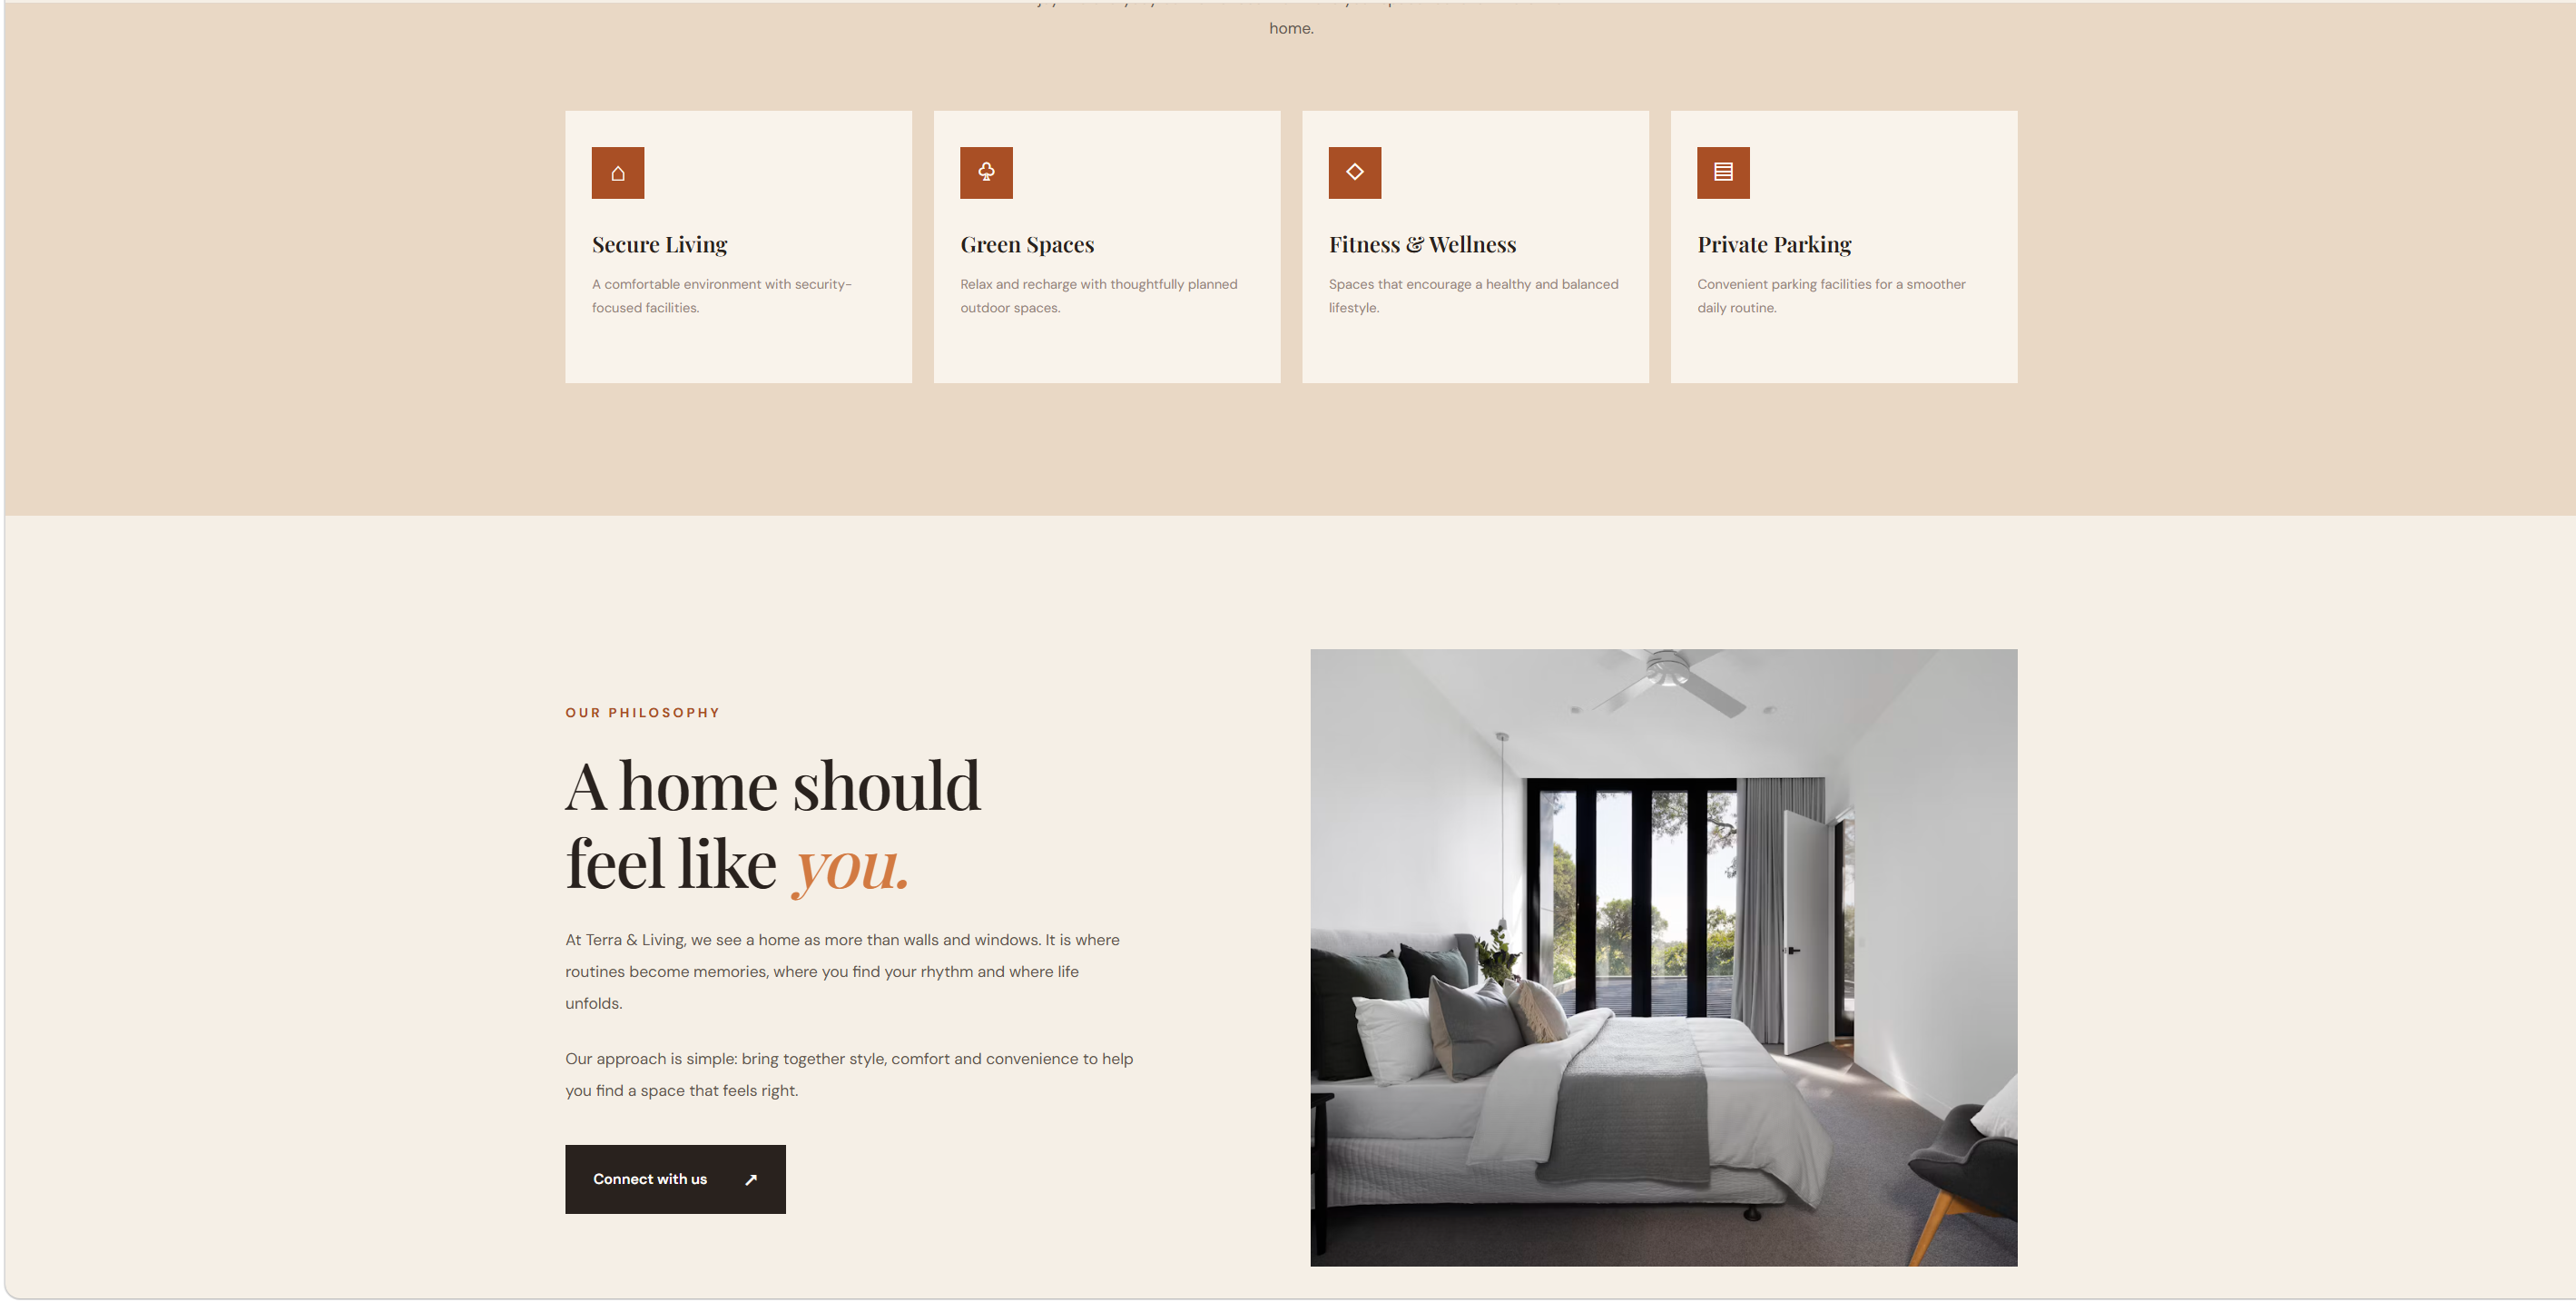 home.
Secure Living
A comfortable environment with security-
focused facilities.
Green Spaces
Relax and recharge with thoughtfully planned
outdoor spaces.
Fitness & Wellness
Spaces that encourage a healthy and balanced
lifestyle.
Private Parking
Convenient parking facilities for a smoother
daily routine.
OUR PHILOSOPHY
A home should
feel like you.
At Terra & Living, we see a home as more than walls and windows. It is where
routines become memories, where you find your rhythm and where life
unfolds.
Our approach is simple: bring together style, comfort and convenience to help
you find a space that feels right.
Connect with us ↗